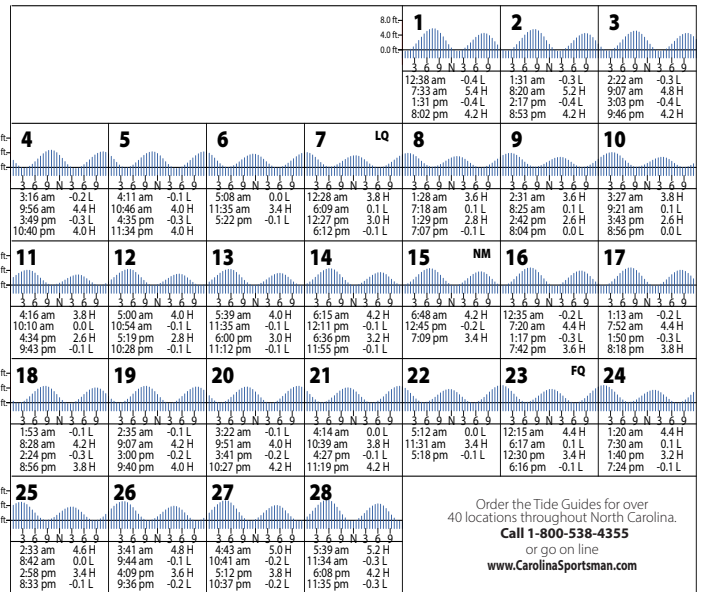 8.0 ft
4.0 ft
0.0 ft
1 2 3
3 6 9 N 3 6 9 3 6 9 N 3 6 9 3 6 9 N 3 6 9
12:38 am -0.4 L 1:31 am -0.3 L 2:22 am -0.3 L
7:33 am 5.4 H 8:20 am 5.2 H 9:07 am 4.8 H
1:31 pm -0.4 L 2:17 pm -0.4 L 3:03 pm -0.4 L
8:02 pm 4.2 H 8:53 pm 4.2 H 9:46 pm 4.2 H
ft
ft
ft
4 5 6 7 LQ 8 9 10
3 6 9 N 3 6 9 3 6 9 N 3 6 9 3 6 9 N 3 6 9 3 6 9 N 3 6 9 3 6 9 N 3 6 9 3 6 9 N 3 6 9 3 6 9 N 3 6 9
3:16 am -0.2 L 4:11 am -0.1 L 5:08 am 0.0 L 12:28 am 3.8 H 1:28 am 3.6 H 2:31 am 3.6 H 3:27 am 3.8 H
9:56 am 4.4 H 10:46 am 4.0 H 11:35 am 3.4 H 6:09 am 0.1 L 7:18 am 0.1 L 8:25 am 0.1 L 9:21 am 0.1 L
3:49 pm -0.3 L 4:35 pm -0.3 L 5:22 pm -0.1 L 12:27 pm 3.0 H 1:29 pm 2.8 H 2:42 pm 2.6 H 3:43 pm 2.6 H
10:40 pm 4.0 H 11:34 pm 4.0 H 6:12 pm -0.1 L 7:07 pm -0.1 L 8:04 pm 0.0 L 8:56 pm 0.0 L
ft
ft
ft
11 12 13 14 15 NM 16 17
3 6 9 N 3 6 9 3 6 9 N 3 6 9 3 6 9 N 3 6 9 3 6 9 N 3 6 9 3 6 9 N 3 6 9 3 6 9 N 3 6 9 3 6 9 N 3 6 9
4:16 am 3.8 H 5:00 am 4.0 H 5:39 am 4.0 H 6:15 am 4.2 H 6:48 am 4.2 H 12:35 am -0.2 L 1:13 am -0.2 L
10:10 am 0.0 L 10:54 am -0.1 L 11:35 am -0.1 L 12:11 pm -0.1 L 12:45 pm -0.2 L 7:20 am 4.4 H 7:52 am 4.4 H
4:34 pm 2.6 H 5:19 pm 2.8 H 6:00 pm 3.0 H 6:36 pm 3.2 H 7:09 pm 3.4 H 1:17 pm -0.3 L 1:50 pm -0.3 L
9:43 pm -0.1 L 10:28 pm -0.1 L 11:12 pm -0.1 L 11:55 pm -0.1 L 7:42 pm 3.6 H 8:18 pm 3.8 H
ft
ft
ft
18 19 20 21 22 23 FQ 24
3 6 9 N 3 6 9 3 6 9 N 3 6 9 3 6 9 N 3 6 9 3 6 9 N 3 6 9 3 6 9 N 3 6 9 3 6 9 N 3 6 9 3 6 9 N 3 6 9
1:53 am -0.1 L 2:35 am -0.1 L 3:22 am -0.1 L 4:14 am 0.0 L 5:12 am 0.0 L 12:15 am 4.4 H 1:20 am 4.4 H
8:28 am 4.2 H 9:07 am 4.2 H 9:51 am 4.0 H 10:39 am 3.8 H 11:31 am 3.4 H 6:17 am 0.1 L 7:30 am 0.1 L
2:24 pm -0.3 L 3:00 pm -0.2 L 3:41 pm -0.2 L 4:27 pm -0.1 L 5:18 pm -0.1 L 12:30 pm 3.4 H 1:40 pm 3.2 H
8:56 pm 3.8 H 9:40 pm 4.0 H 10:27 pm 4.2 H 11:19 pm 4.2 H 6:16 pm -0.1 L 7:24 pm -0.1 L
ft
ft
ft
25 26 27 28
3 6 9 N 3 6 9 3 6 9 N 3 6 9 3 6 9 N 3 6 9 3 6 9 N 3 6 9
2:33 am 4.6 H 3:41 am 4.8 H 4:43 am 5.0 H 5:39 am 5.2 H
8:42 am 0.0 L 9:44 am -0.1 L 10:41 am -0.2 L 11:34 am -0.3 L
2:58 pm 3.4 H 4:09 pm 3.6 H 5:12 pm 3.8 H 6:08 pm 4.2 H
8:33 pm -0.1 L 9:36 pm -0.2 L 10:37 pm -0.2 L 11:35 pm -0.3 L
Order the Tide Guides for over
40 locations throughout North Carolina.
Call 1-800-538-4355
or go on line
www.CarolinaSportsman.com